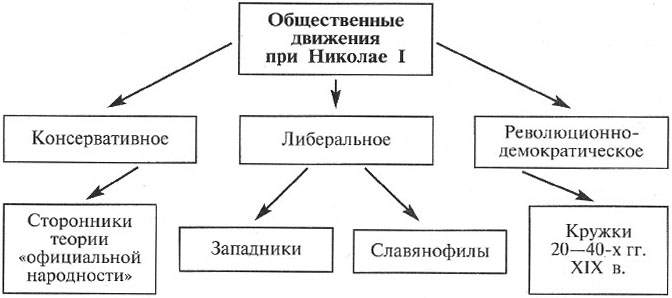 Общественные
движения
при Николае I
Консервативное
Либеральное
Революционно-
демократическое
Сторонники
теории
«официальной
народности»
Западники
Славянофилы
Кружки
20—40-х гг.
XIX в.